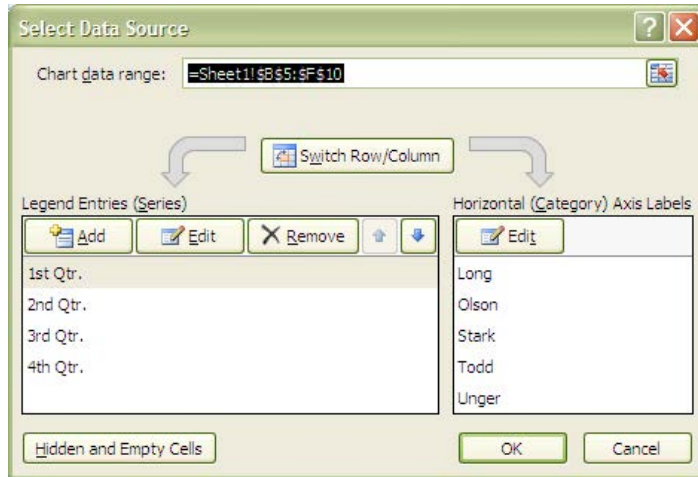 Select Data Source
Chart data range: =Sheet1!$B$5:$F$10
Switch Row/Column
Legend Entries (Series)
Add Edit Remove
1st Qtr.
2nd Qtr.
3rd Qtr.
4th Qtr.
Horizontal (Category) Axis Labels
Edit
Long
Olson
Stark
Todd
Unger
Hidden and Empty Cells
OK Cancel